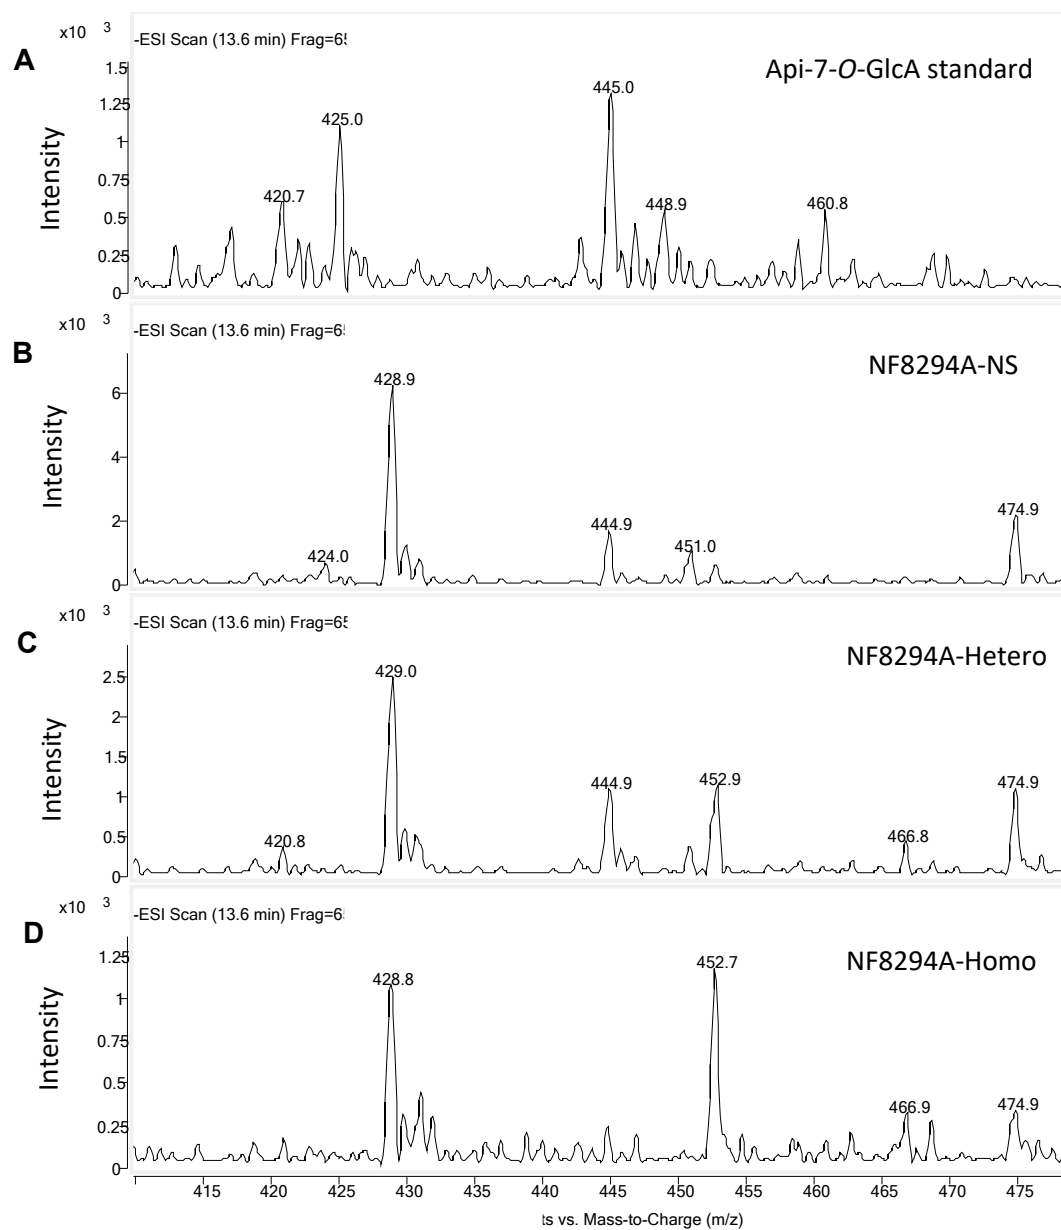 x10 3
-ESI Scan (13.6 min) Frag=65
A
Api-7-O-GlcA standard
Intensity
1.5
1.25
1
0.75
0.5
0.25
0
420.7
425.0
445.0
448.9
460.8
x10 3
-ESI Scan (13.6 min) Frag=65
B
NF8294A-NS
Intensity
6
4
2
0
424.0
428.9
444.9
451.0
474.9
x10 3
-ESI Scan (13.6 min) Frag=65
C
NF8294A-Hetero
Intensity
2.5
2
1.5
1
0.5
0
420.8
429.0
444.9
452.9
466.8
474.9
x10 3
-ESI Scan (13.6 min) Frag=6
D
NF8294A-Homo
Intensity
1.25
1
0.75
0.5
0.25
0
428.8
452.7
466.9
474.9
415 420 425 430 435 440 445 450 455 460 465 470 475
ts vs. Mass-to-Charge (m/z)